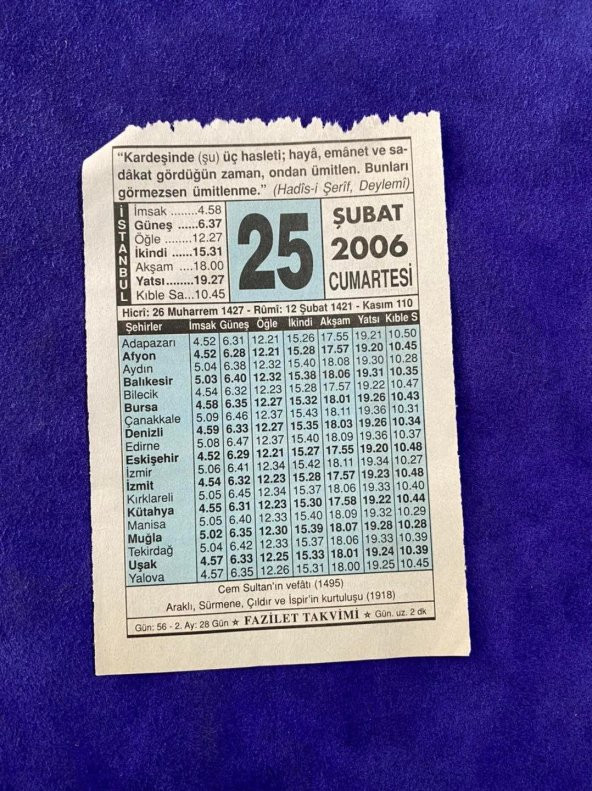 “Kardeşinde (şu) üç hasleti; hayâ, emânet ve sa-
dâkat gördüğün zaman, ondan ümitlen. Bunları
görmezsen ümitlenme.” (Hadîs-i Şerif, Deylemî)
İSTANBUL
İmsak .......4.58
Güneş ......6.37
Öğle ........12.27
İkindi ......15.31
Akşam ....18.00
Yatsı.......19.27
Kıble Sa...10.45
25
ŞUBAT
2006
CUMARTESİ
Hicrî: 26 Muharrem 1427 - Rûmî: 12 Şubat 1421 - Kasım 110
Şehirler İmsak Güneş Öğle İkindi Akşam Yatsı Kıble S
Adapazarı 4.52 6.31 12.21 15.26 17.55 19.21 10.50
Afyon 4.52 6.28 12.21 15.28 17.57 19.20 10.45
Aydın 5.04 6.38 12.32 15.40 18.08 19.30 10.28
Balıkesir 5.03 6.40 12.32 15.38 18.06 19.31 10.35
Bilecik 4.54 6.32 12.23 15.28 17.57 19.22 10.47
Bursa 4.58 6.35 12.27 15.32 18.01 19.26 10.43
Çanakkale 5.09 6.46 12.37 15.43 18.11 19.36 10.31
Denizli 4.59 6.33 12.27 15.35 18.03 19.26 10.34
Edirne 5.08 6.47 12.37 15.40 18.09 19.36 10.37
Eskişehir 4.52 6.29 12.21 15.27 17.55 19.20 10.48
İzmir 5.06 6.41 12.34 15.42 18.11 19.34 10.27
İzmit 4.54 6.32 12.23 15.28 17.57 19.23 10.48
Kırklareli 5.05 6.45 12.34 15.37 18.06 19.33 10.40
Kütahya 4.55 6.31 12.23 15.30 17.58 19.22 10.44
Manisa 5.05 6.40 12.33 15.40 18.09 19.32 10.29
Muğla 5.02 6.35 12.30 15.39 18.07 19.28 10.28
Tekirdağ 5.04 6.42 12.33 15.37 18.06 19.33 10.39
Uşak 4.57 6.33 12.25 15.33 18.01 19.24 10.39
Yalova 4.57 6.35 12.26 15.31 18.00 19.25 10.45
Cem Sultan'ın vefâtı (1495)
Araklı, Sürmene, Çıldır ve İspir'in kurtuluşu (1918)
Gün: 56 - 2. Ay: 28 Gün ★ FAZİLET TAKVİMİ ★ Gün. uz. 2 dk